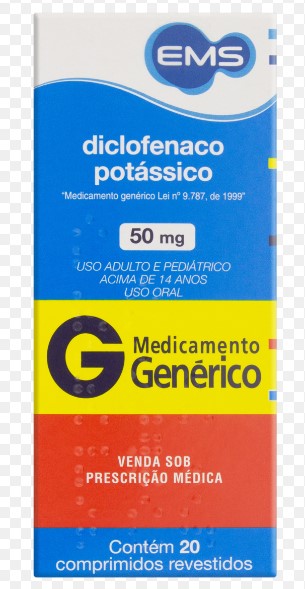 EMS
diclofenaco
potássico
"Medicamento genérico Lei nº 9.787, de 1999"
50 mg
USO ADULTO E PEDIÁTRICO
ACIMA DE 14 ANOS
USO ORAL
G Medicamento
Genérico
VENDA SOB
PRESCRIÇÃO MÉDICA
Contém 20
comprimidos revestidos